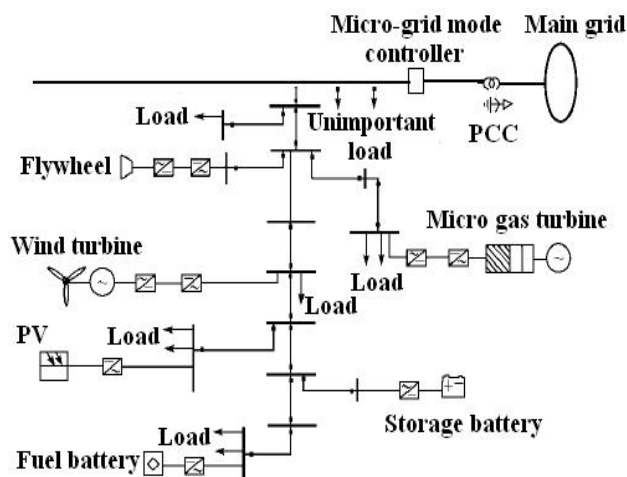 Micro-grid mode
controller
Main grid
Load
Unimportant
load
PCC
Flywheel
Micro gas turbine
Wind turbine
Load
Load
PV
Load
Storage battery
Load
Fuel battery